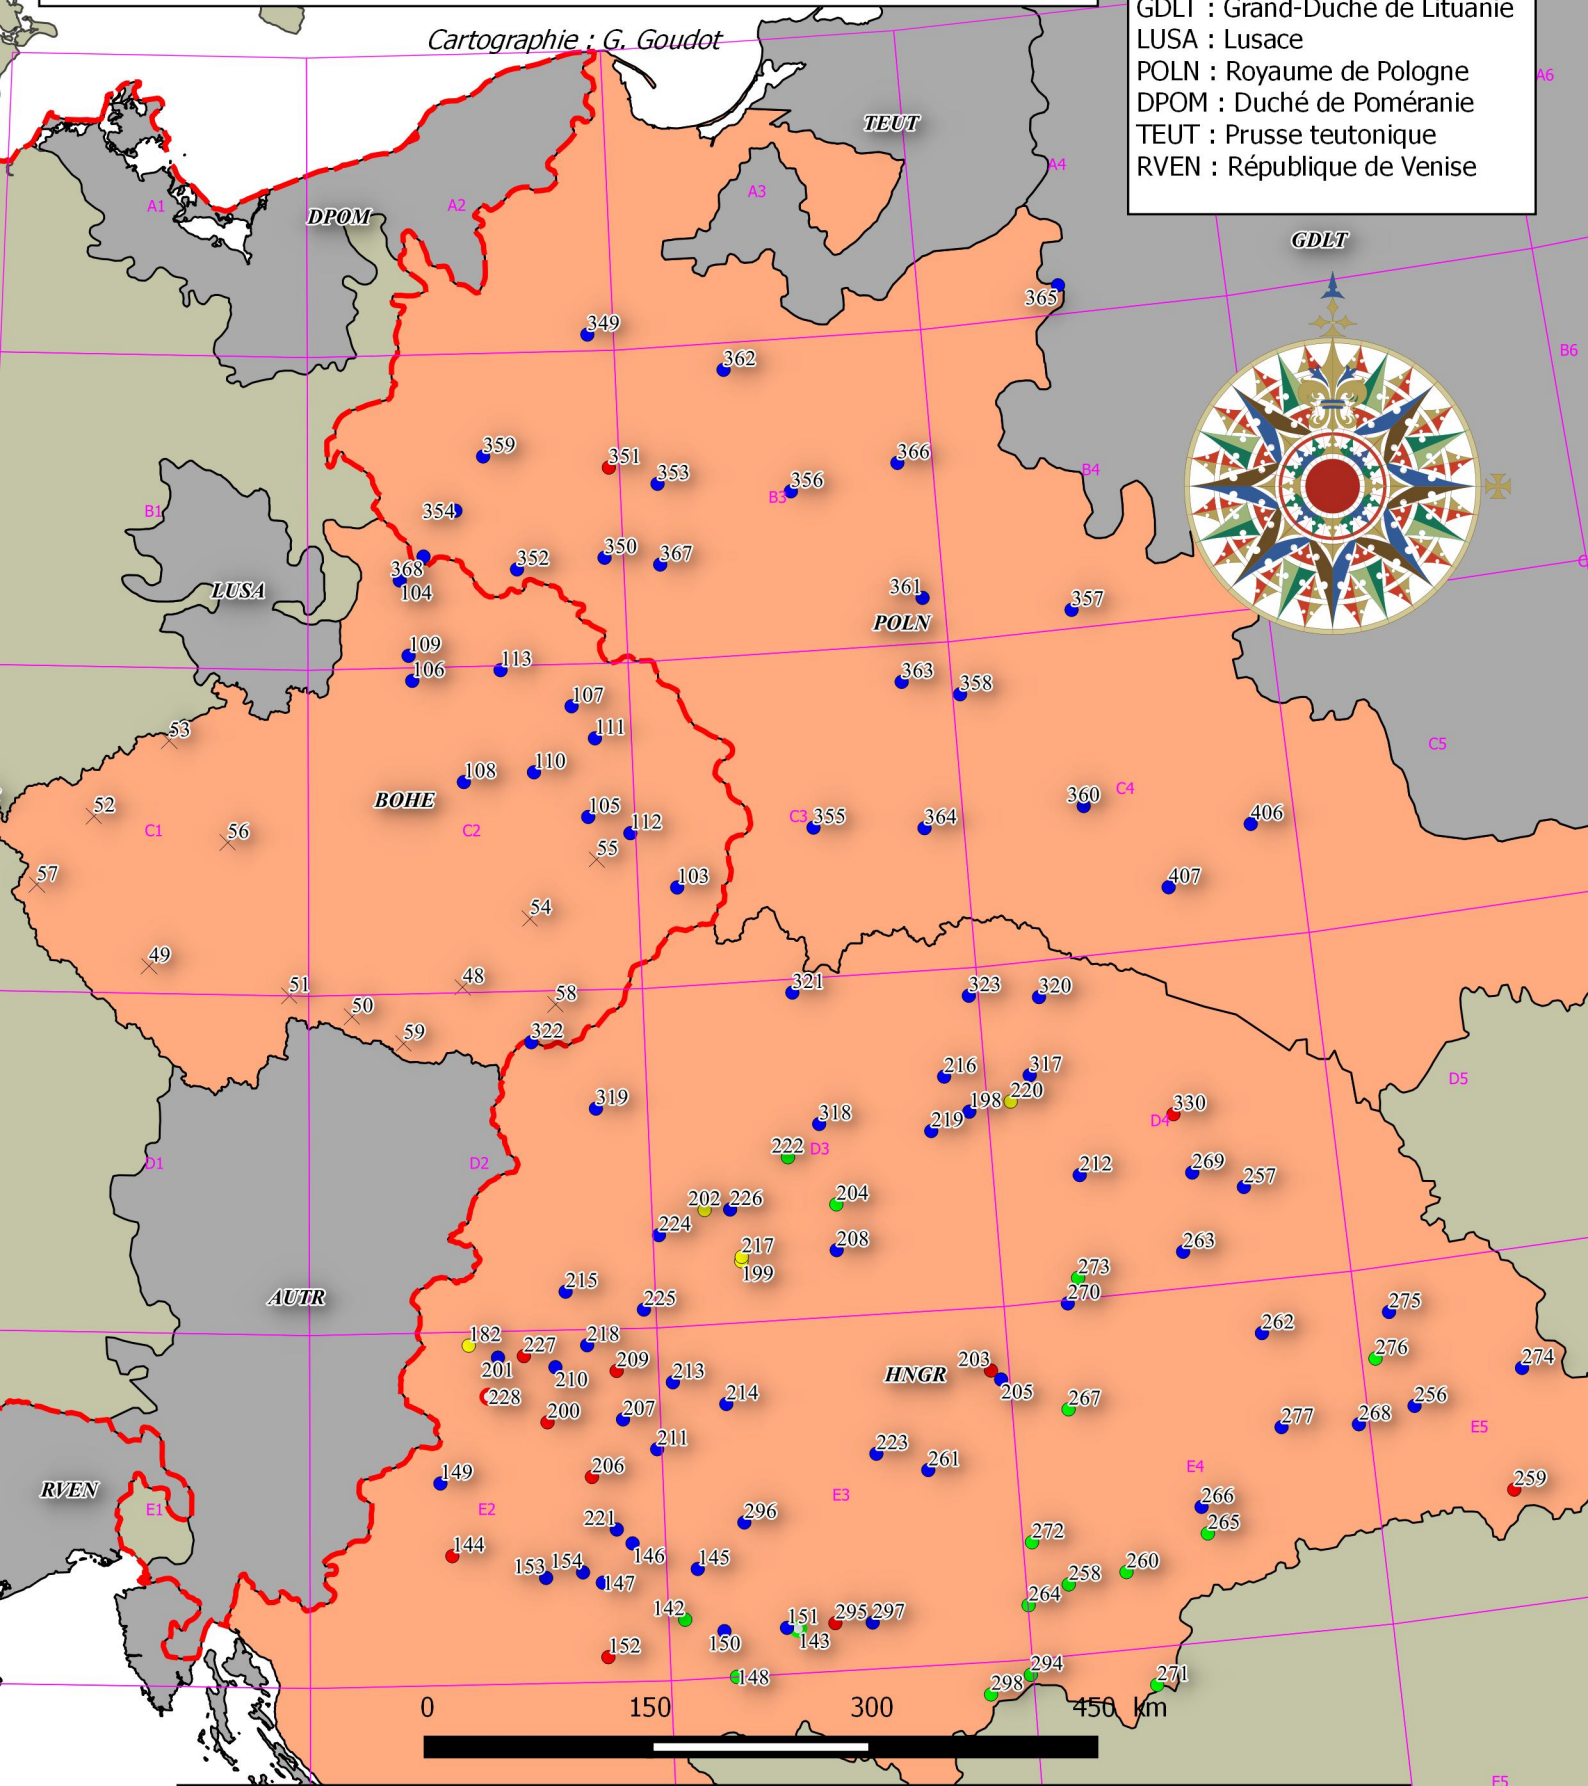 GDLT : Grand-Duché de Lituanie
Cartographie : G. Goudot
LUSA : Lusace
POLN : Royaume de Pologne
A6
DPOM : Duché de Poméranie
TEUT
TEUT : Prusse teutonique
A4
RVEN : République de Venise
A3
A1
A2
DPOM
GDLT
365
349
B6
362
359
366
351
B4
353
356
B3
B1
354
350
352
367
368
C
LUSA
361
104
357
POLN
109
113
106
363
358
107
53
111
C5
110
108
C4
BOHE
360
52
105
406
C3
355
364
C1
56
C2
112
55
57
103
407
54
49
48
321
51
323
320
58
50
322
59
216
317
D5
220
319
198
330
318
219
D4
222
D3
D1
D2
212
269
257
204
202
226
224
208
263
217
199
273
215
270
AUTR
225
275
262
182
218
227
276
274
203
209
201
HNGR
210
213
205
228
214
267
256
200
207
268
277
E5
211
223
261
206
E4
149
RVEN
259
E3
266
E1
E2
296
221
265
272
144
146
145
153
154
260
258
147
264
142
151
295
297
150
143
152
294
148
298
271
0 150 300 450 km
E5